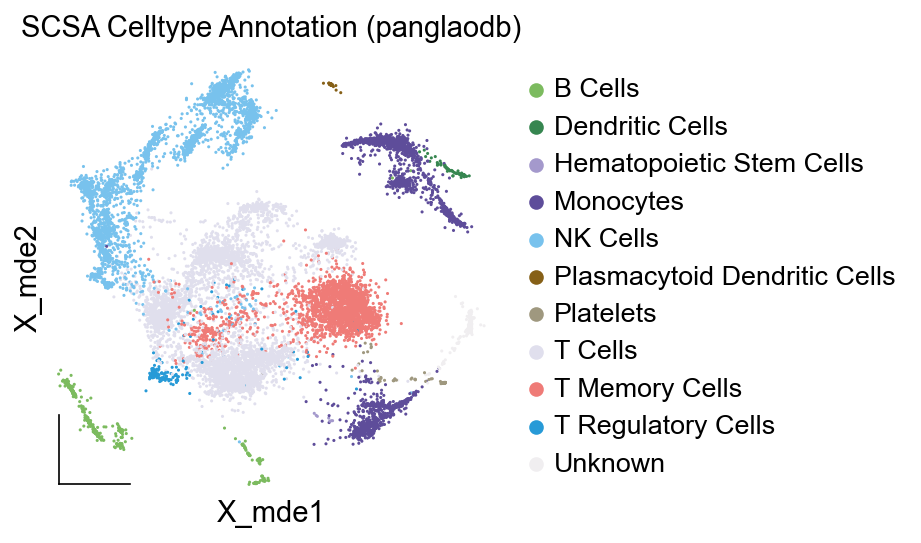 SCSA Celltype Annotation (panglaodb)
B Cells
Dendritic Cells
Hematopoietic Stem Cells
Monocytes
NK Cells
Plasmacytoid Dendritic Cells
Platelets
T Cells
T Memory Cells
T Regulatory Cells
Unknown
X_mde2
X_mde1